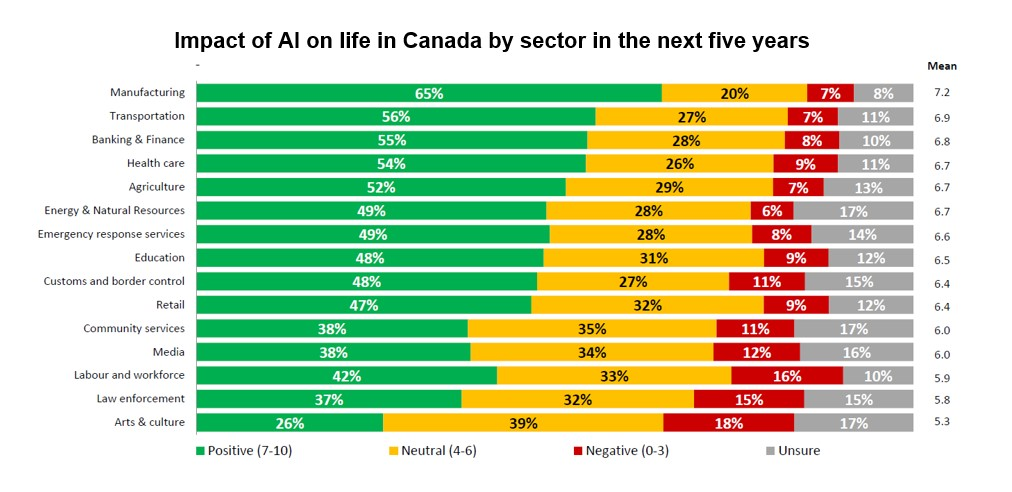 Impact of AI on life in Canada by sector in the next five years
Mean
Manufacturing 65% 20% 7% 8% 7.2
Transportation 56% 27% 7% 11% 6.9
Banking & Finance 55% 28% 8% 10% 6.8
Health care 54% 26% 9% 11% 6.7
Agriculture 52% 29% 7% 13% 6.7
Energy & Natural Resources 49% 28% 6% 17% 6.7
Emergency response services 49% 28% 8% 14% 6.6
Education 48% 31% 9% 12% 6.5
Customs and border control 48% 27% 11% 15% 6.4
Retail 47% 32% 9% 12% 6.4
Community services 38% 35% 11% 17% 6.0
Media 38% 34% 12% 16% 6.0
Labour and workforce 42% 33% 16% 10% 5.9
Law enforcement 37% 32% 15% 15% 5.8
Arts & culture 26% 39% 18% 17% 5.3
Positive (7-10) Neutral (4-6) Negative (0-3) Unsure